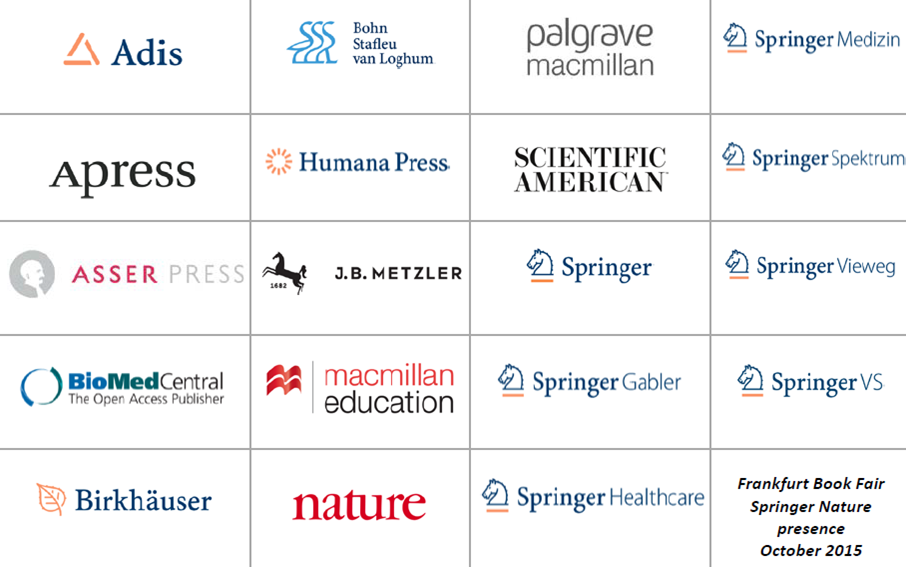 Adis
Bohn
Stafleu
van Loghum
palgrave
macmillan
Springer Medizin
Apress
Humana Press
SCIENTIFIC
AMERICAN
Springer Spektrum
ASSER PRESS
1682
J.B. METZLER
Springer
Springer Vieweg
BioMedCentral
The Open Access Publisher
macmillan
education
Springer Gabler
Springer VS
Birkhäuser
nature
Springer Healthcare
Frankfurt Book Fair
Springer Nature
presence
October 2015